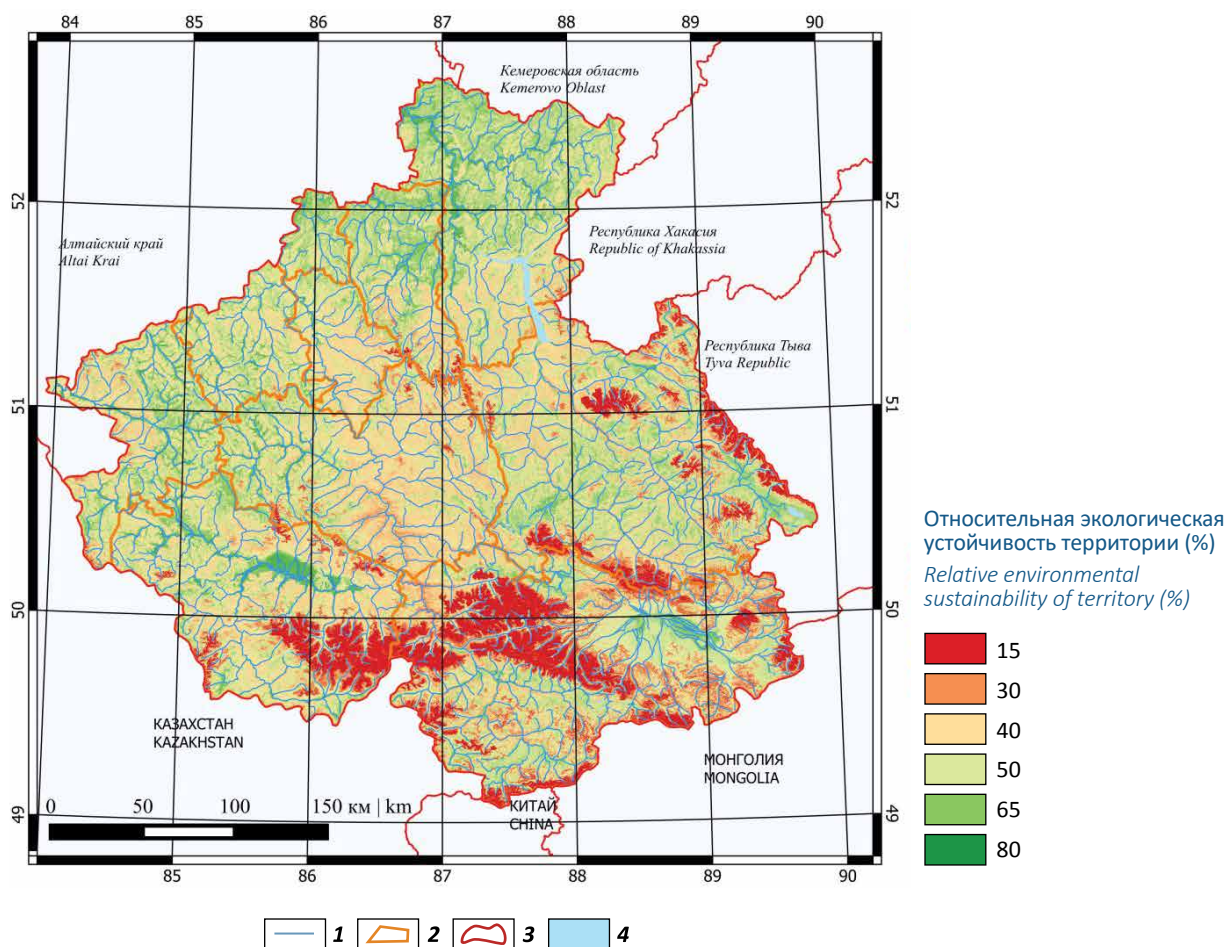 84 85 86 87 88 89 90
Кемеровская область
Kemerovo Oblast
52 52
Алтайский край
Altai Krai
Республика Хакасия
Republic of Khakassia
Республика Тыва
Tyva Republic
51 51
Относительная экологическая
устойчивость территории (%)
Relative environmental
sustainability of territory (%)
50 50
15
30
40
50
65
80
КАЗАХСТАН
KAZAKHSTAN
МОНГОЛИЯ
MONGOLIA
КИТАЙ
CHINA
49 49
0 50 100 150 км | km
85 86 87 88 89 90
1 2 3 4